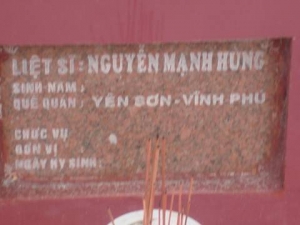 LIỆT SĨ: NGUYỄN MẠNH HÙNG
SINH NĂM:
QUÊ QUÁN: YÊN SƠN-VĨNH PHÚ
CHỨC VỤ
ĐƠN VỊ
NGÀY HY SINH: